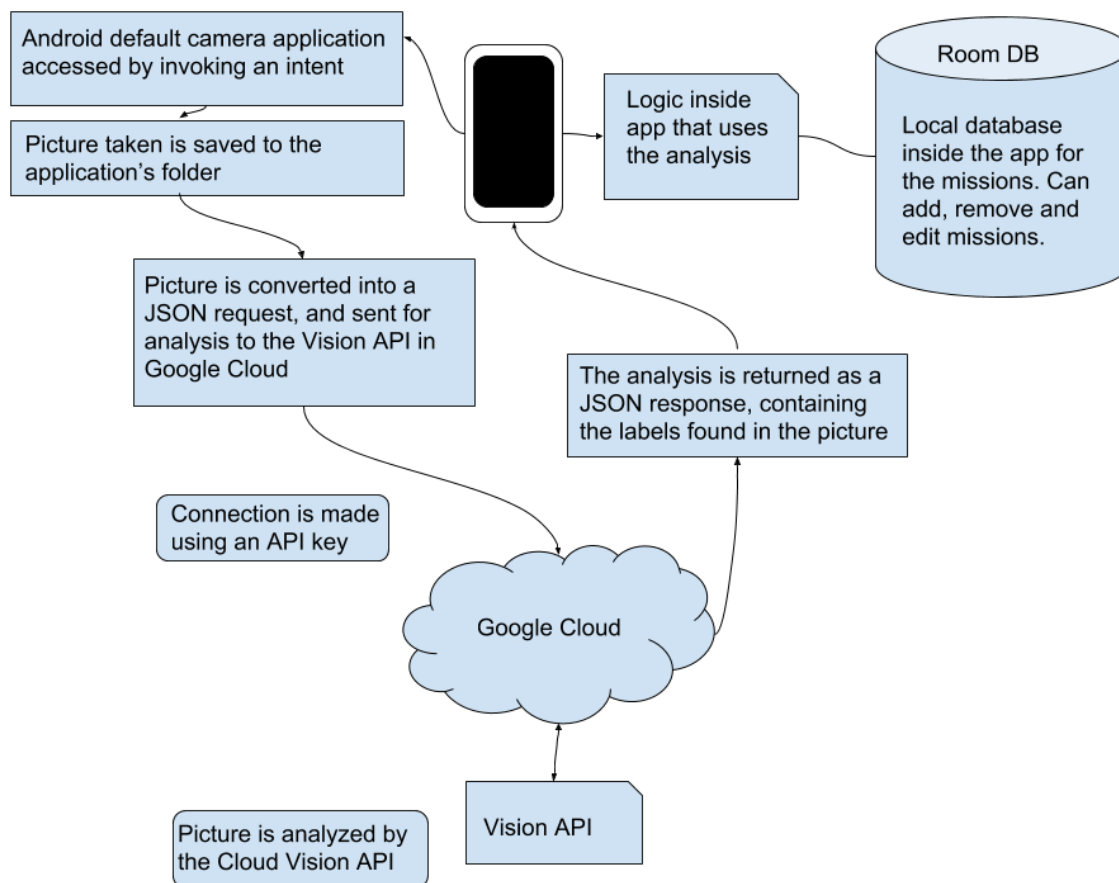 Android default camera application
accessed by invoking an intent
Picture taken is saved to the
application's folder
Logic inside
app that uses
the analysis
Room DB
Local database
inside the app for
the missions. Can
add, remove and
edit missions.
Picture is converted into a
JSON request, and sent for
analysis to the Vision API in
Google Cloud
The analysis is returned as a
JSON response, containing
the labels found in the picture
Connection is made
using an API key
Google Cloud
Vision API
Picture is analyzed by
the Cloud Vision API